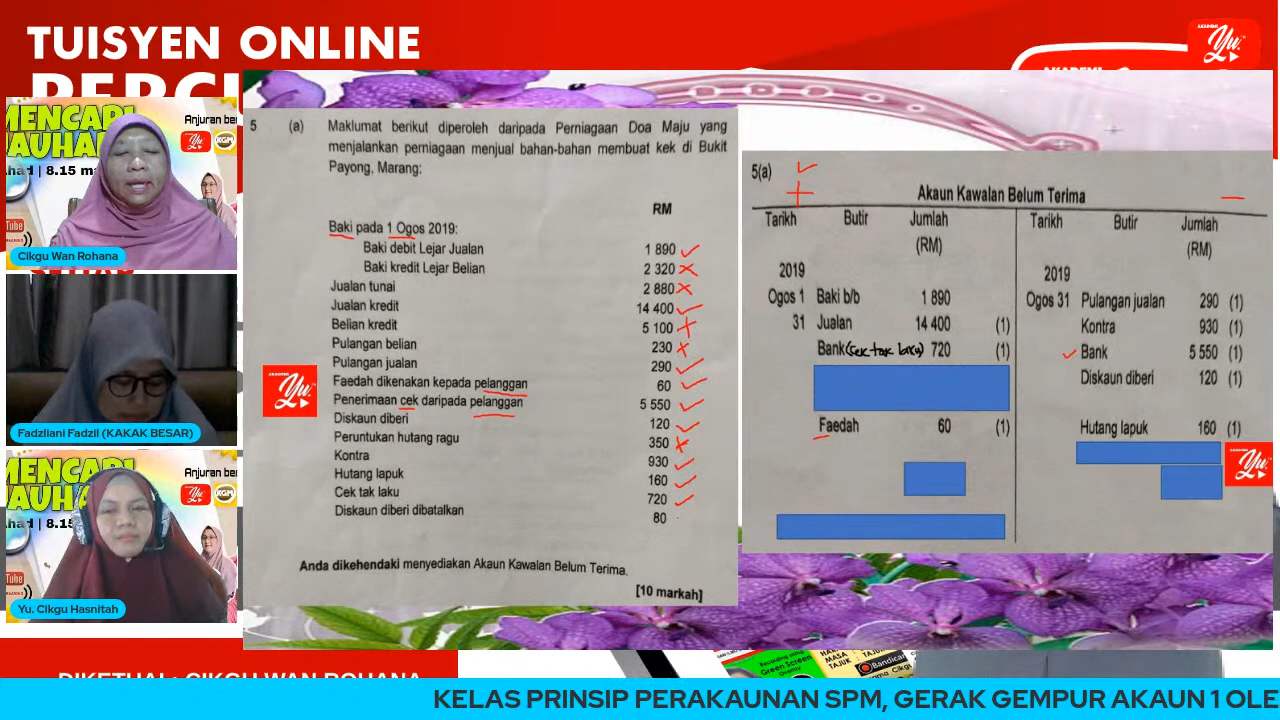 TUISYEN ONLINE
MENCARI
Anjuran ber
Cikgu Wan Rohana
Fadzliani Fadzil (KAKAK BESAR)
MENCARI
Anjuran ber
Yu. Cikgu Hasnitah
5 (a) Maklumat berikut diperoleh daripada Perniagaan Doa Maju yang
menjalankan perniagaan menjual bahan-bahan membuat kek di Bukit
Payong, Marang:
RM
Baki pada 1 Ogos 2019:
Baki debit Lejar Jualan 1 890
Baki kredit Lejar Belian 2 320
Jualan tunai 2 880
Jualan kredit 14 400
Belian kredit 5 100
Pulangan belian 230
Pulangan jualan 290
Faedah dikenakan kepada pelanggan 60
Penerimaan cek daripada pelanggan 5 550
Diskaun diberi 120
Peruntukan hutang ragu 350
Kontra 930
Hutang lapuk 160
Cek tak laku 720
Diskaun diberi dibatalkan 80
Anda dikehendaki menyediakan Akaun Kawalan Belum Terima.
[10 markah]
Yu.
5(a)
+ −
Akaun Kawalan Belum Terima
Tarikh Butir Jumlah Tarikh Butir Jumlah
(RM) (RM)
2019 2019
Ogos 1 Baki b/b 1 890 Ogos 31 Pulangan jualan 290 (1)
31 Jualan 14 400 (1) Kontra 930 (1)
Bank (cek tak laku) 720 (1) Bank 5 550 (1)
Diskaun diberi 120 (1)
Faedah 60 (1) Hutang lapuk 160 (1)
Yu.
DIKETUAI : CIKGU WAN ROHANA
KELAS PRINSIP PERAKAUNAN SPM, GERAK GEMPUR AKAUN 1 OLE